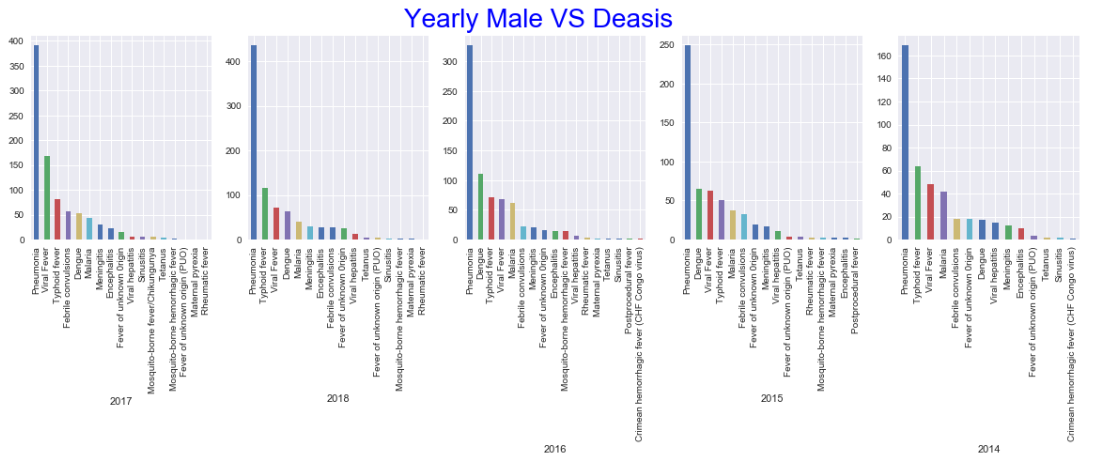 Yearly Male VS Deasis
400
350
300
250
200
150
100
50
0
Pneumonia
Viral Fever
Typhoid fever
Febrile convulsions
Dengue
Malaria
Meningitis
Encephalitis
Fever of unknown 0rigin
Viral hepatitis
Sinusitis
Mosquito-borne fever/Chikungunya
Tetanus
Mosquito-borne hemorrhagic fever
Fever of unknown origin (PUO)
Maternal pyrexia
Rheumatic fever
2017
400
300
200
100
0
Pneumonia
Typhoid fever
Viral Fever
Dengue
Malaria
Meningitis
Encephalitis
Febrile convulsions
Fever of unknown 0rigin
Viral hepatitis
Tetanus
Fever of unknown origin (PUO)
Sinusitis
Mosquito-borne hemorrhagic fever
Maternal pyrexia
Rheumatic fever
2018
300
250
200
150
100
50
0
Pneumonia
Dengue
Typhoid fever
Viral Fever
Malaria
Febrile convulsions
Meningitis
Fever of unknown 0rigin
Encephalitis
Mosquito-borne hemorrhagic fever
Viral hepatitis
Rheumatic fever
Maternal pyrexia
Tetanus
Sinusitis
Postprocedural fever
Crimean hemorrhagic fever (CHF Congo virus)
2016
250
200
150
100
50
0
Pneumonia
Dengue
Viral Fever
Typhoid fever
Malaria
Febrile convulsions
Fever of unknown 0rigin
Meningitis
Viral hepatitis
Fever of unknown origin (PUO)
Tetanus
Rheumatic fever
Mosquito-borne hemorrhagic fever
Maternal pyrexia
Encephalitis
Postprocedural fever
2015
160
140
120
100
80
60
40
20
0
Pneumonia
Typhoid fever
Viral Fever
Malaria
Febrile convulsions
Fever of unknown 0rigin
Dengue
Viral hepatitis
Meningitis
Encephalitis
Fever of unknown origin (PUO)
Tetanus
Sinusitis
Crimean hemorrhagic fever (CHF Congo virus)
2014